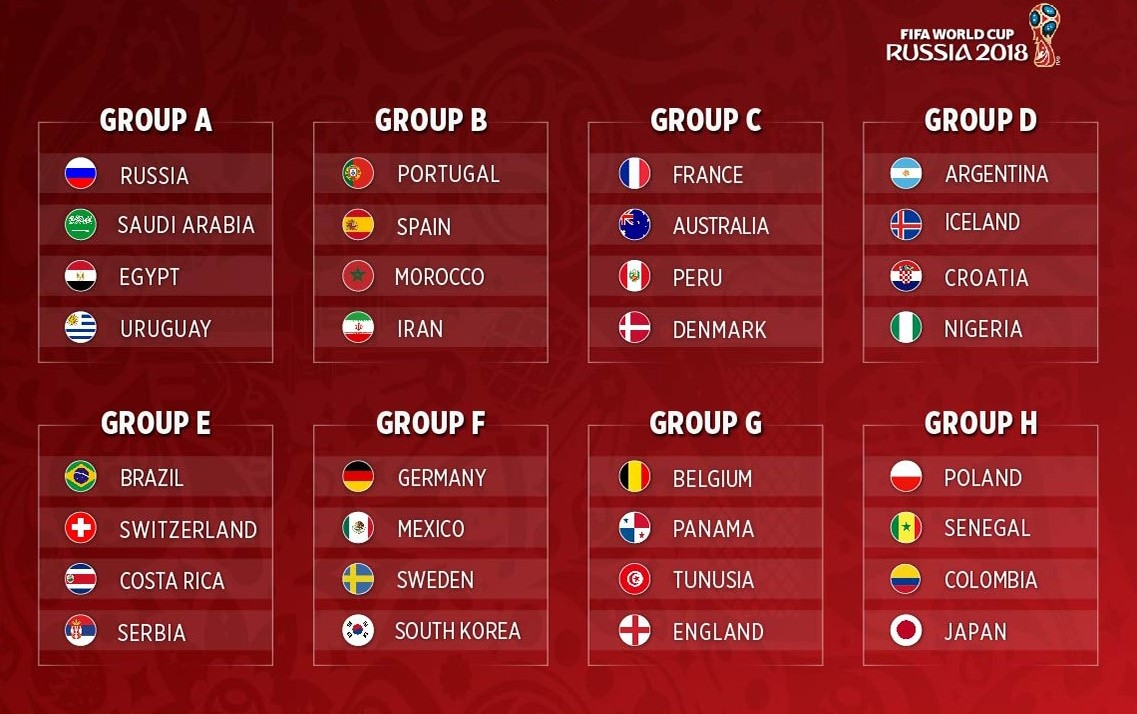 FIFA WORLD CUP
RUSSIA 2018
GROUP A
RUSSIA
SAUDI ARABIA
EGYPT
URUGUAY
GROUP B
PORTUGAL
SPAIN
MOROCCO
IRAN
GROUP C
FRANCE
AUSTRALIA
PERU
DENMARK
GROUP D
ARGENTINA
ICELAND
CROATIA
NIGERIA
GROUP E
BRAZIL
SWITZERLAND
COSTA RICA
SERBIA
GROUP F
GERMANY
MEXICO
SWEDEN
SOUTH KOREA
GROUP G
BELGIUM
PANAMA
TUNUSIA
ENGLAND
GROUP H
POLAND
SENEGAL
COLOMBIA
JAPAN